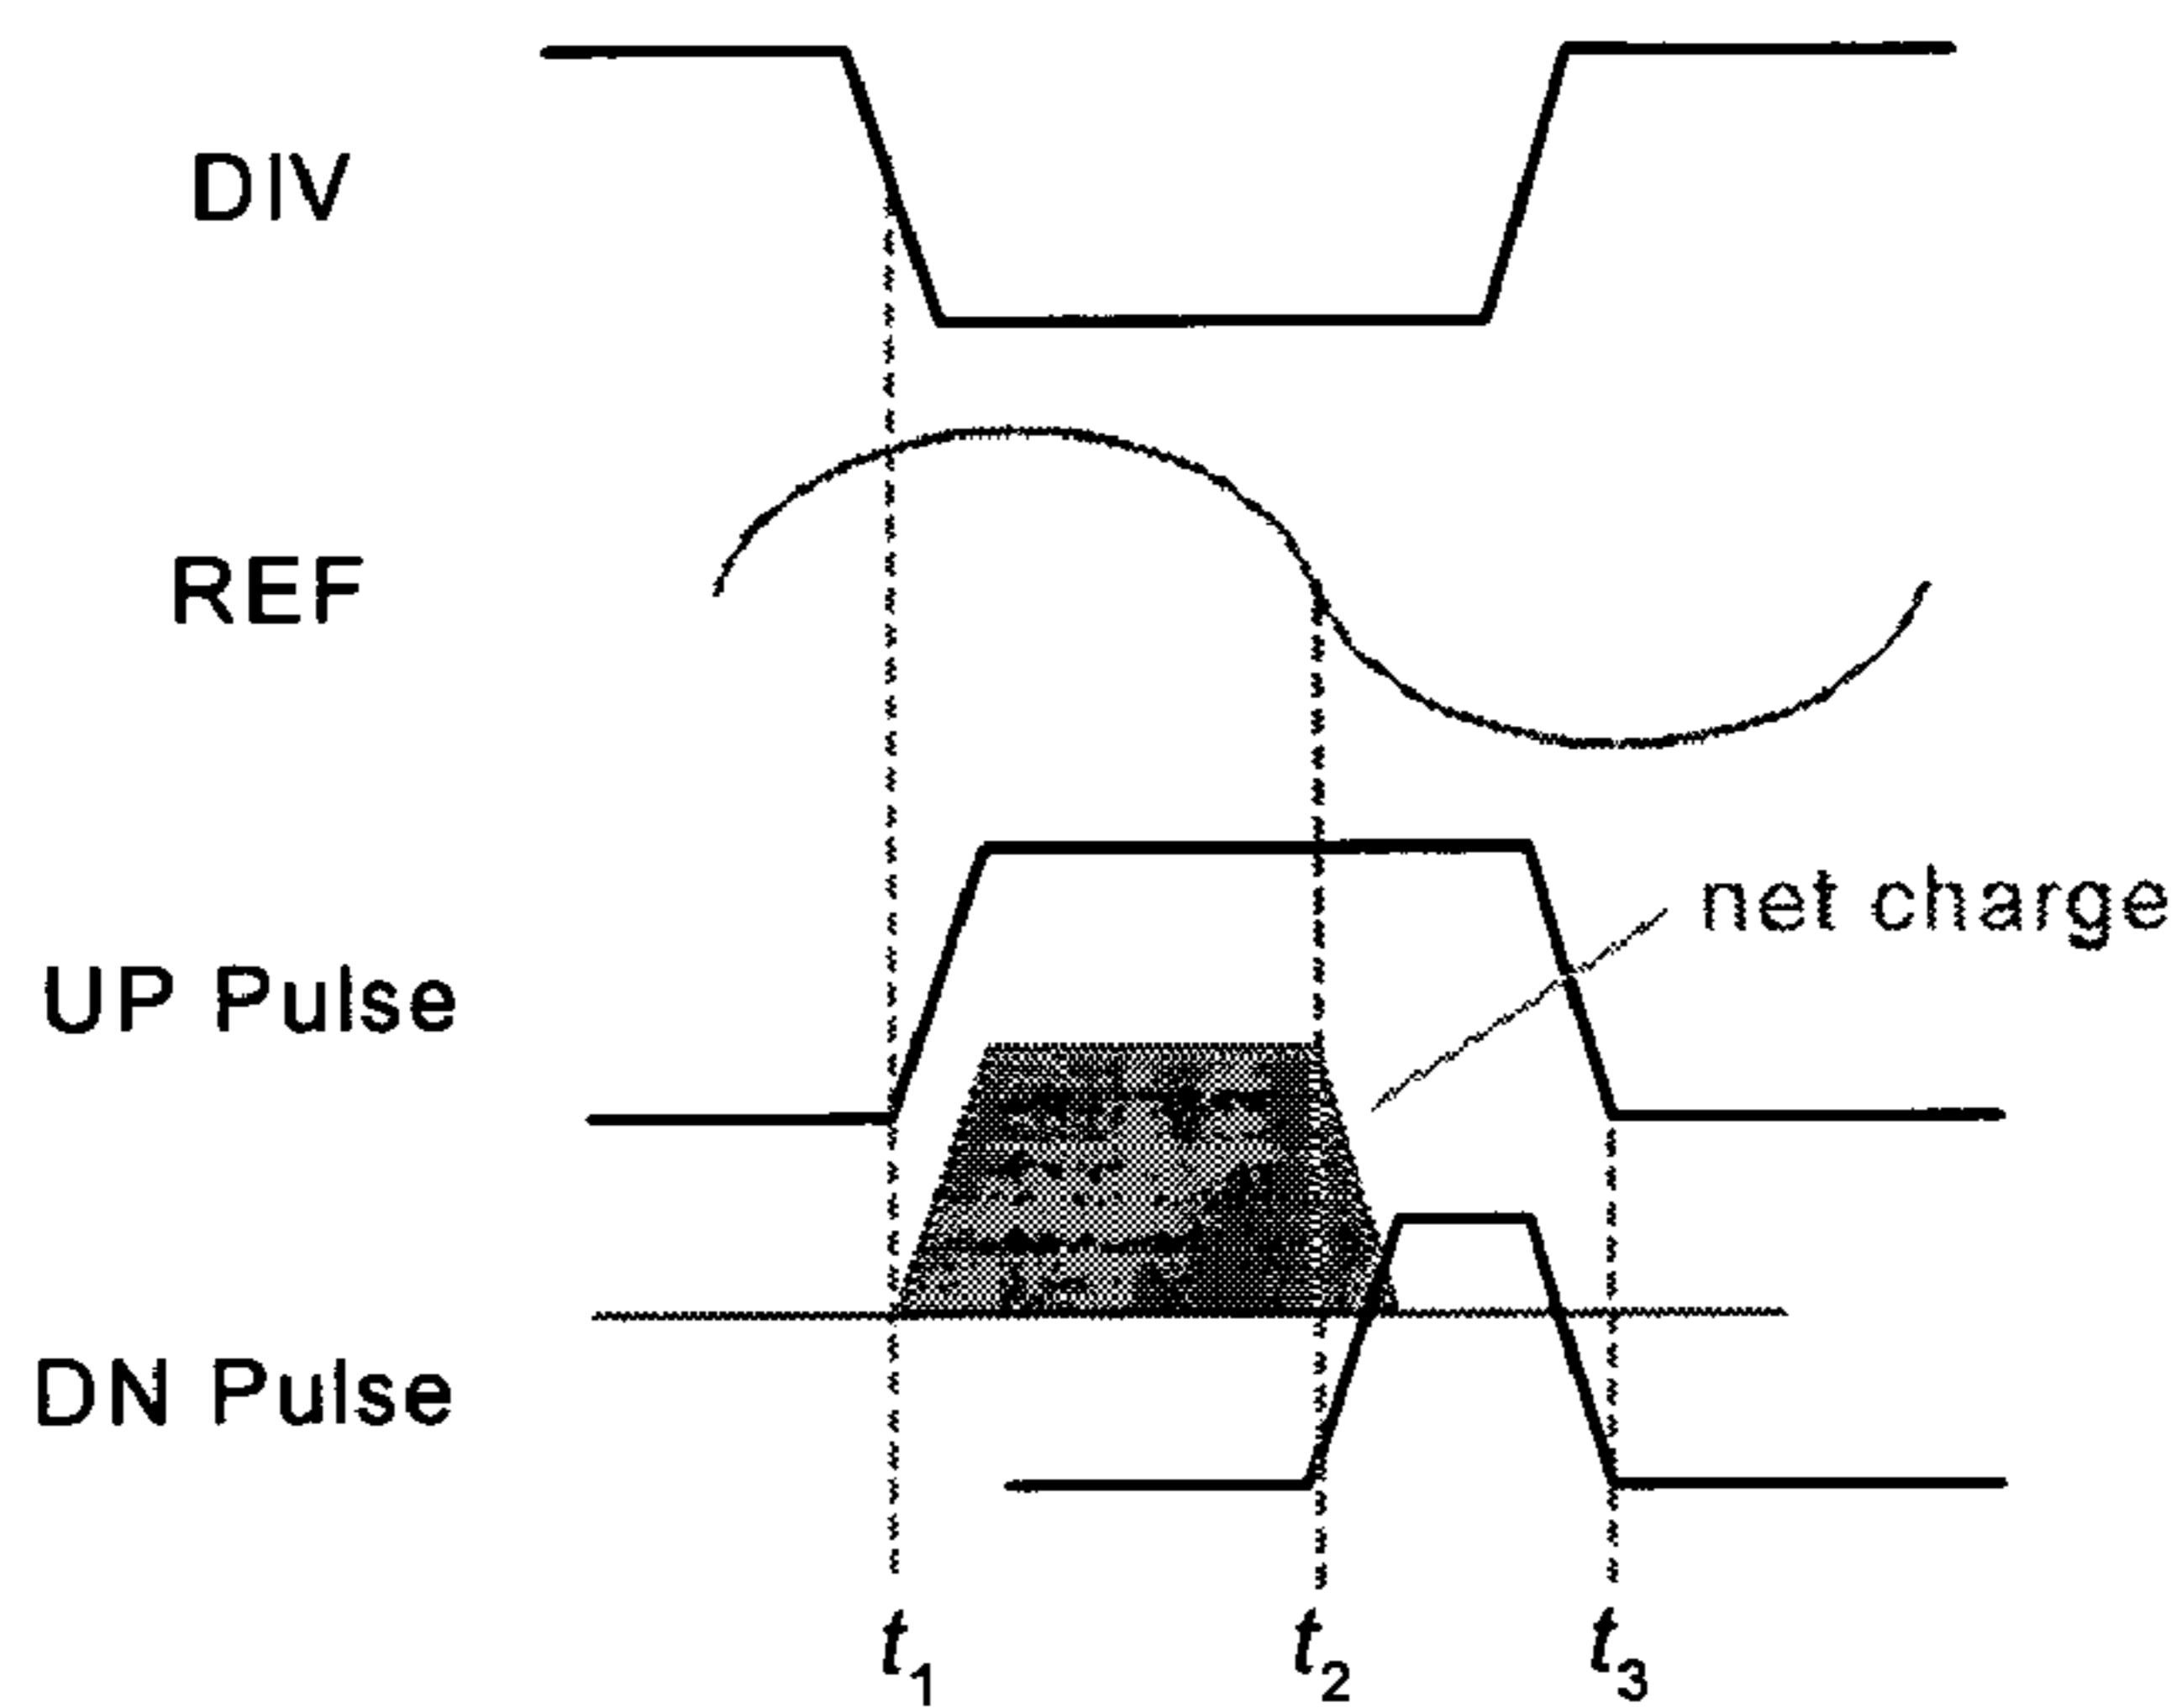 DIV
REF
UP Pulse
net charge
DN Pulse
t1 t2 t3